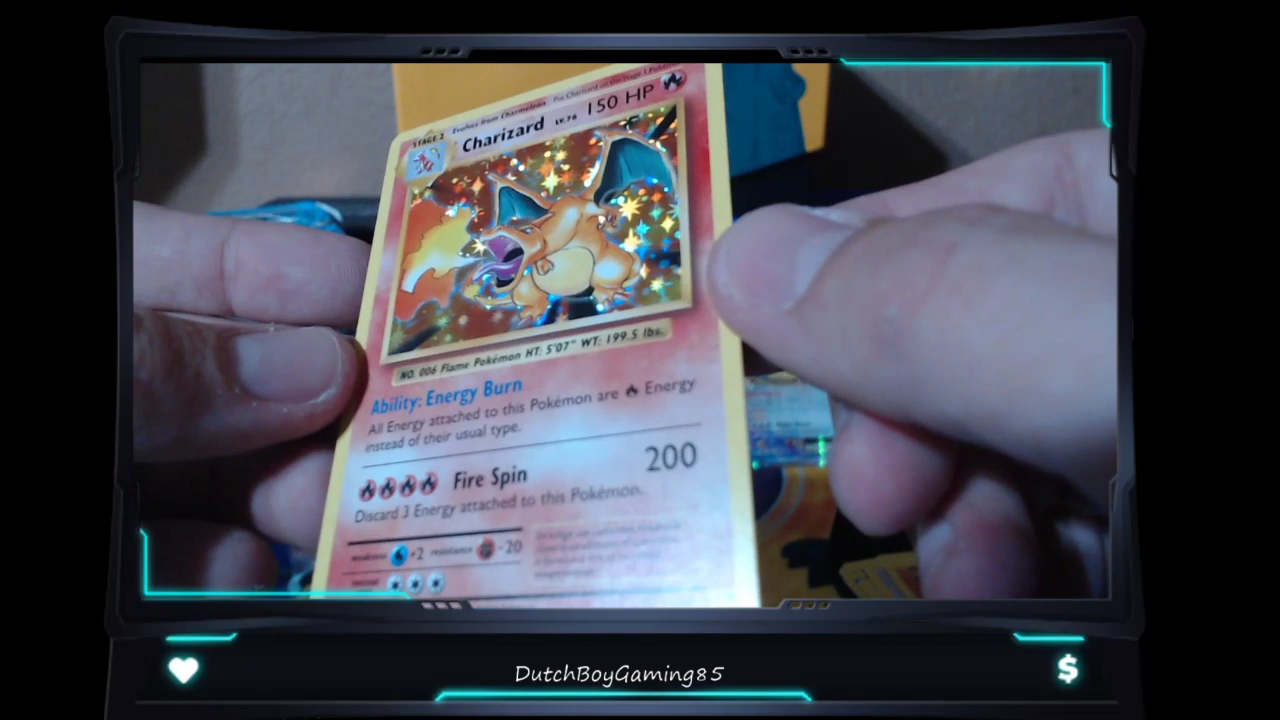 STAGE 2 Evolves from Charmeleon Put Charizard on the Stage 1 Pokémon
Charizard LV.76 150 HP
NO. 006 Flame Pokémon HT: 5'07" WT: 199.5 lbs.
Ability: Energy Burn
All Energy attached to this Pokémon are Energy
instead of their usual type.
Fire Spin 200
Discard 3 Energy attached to this Pokémon.
weakness ×2 resistance -20
retreat
DutchBoyGaming85
$